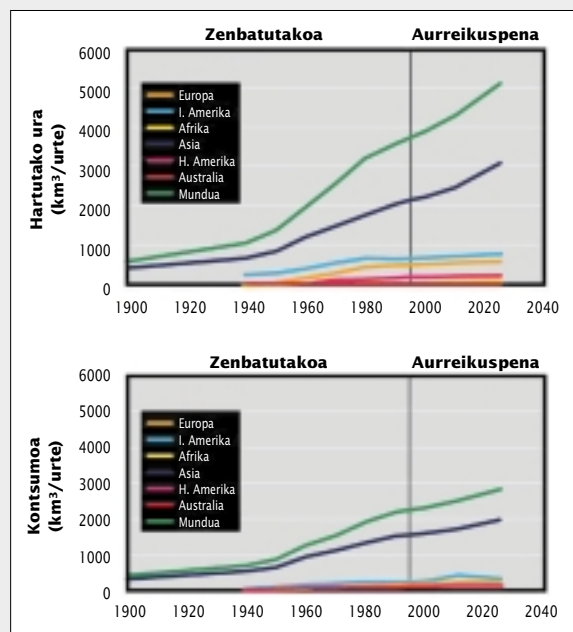 Zenbatutakoa Aurreikuspena
Hartutako ura
(km³/urte)
6000
5000
4000
3000
2000
1000
0
Europa
I. Amerika
Afrika
Asia
H. Amerika
Australia
Mundua
1900 1920 1940 1960 1980 2000 2020 2040
Zenbatutakoa Aurreikuspena
Kontsumoa
(km³/urte)
6000
5000
4000
3000
2000
1000
0
Europa
I. Amerika
Afrika
Asia
H. Amerika
Australia
Mundua
1900 1920 1940 1960 1980 2000 2020 2040